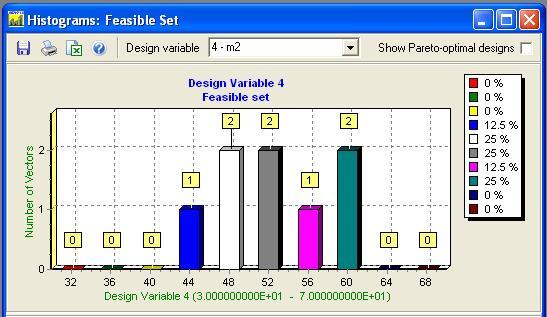 Histograms: Feasible Set
Design variable 4 - m2 Show Pareto-optimal designs
Design Variable 4
Feasible set
0 %
0 %
0 %
12.5 %
25 %
25 %
12.5 %
25 %
0 %
0 %
Number of Vectors
2
1
0
0 0 0 1 2 2 1 2 0 0
32 36 40 44 48 52 56 60 64 68
Design Variable 4 (3.000000000E+01 - 7.000000000E+01)